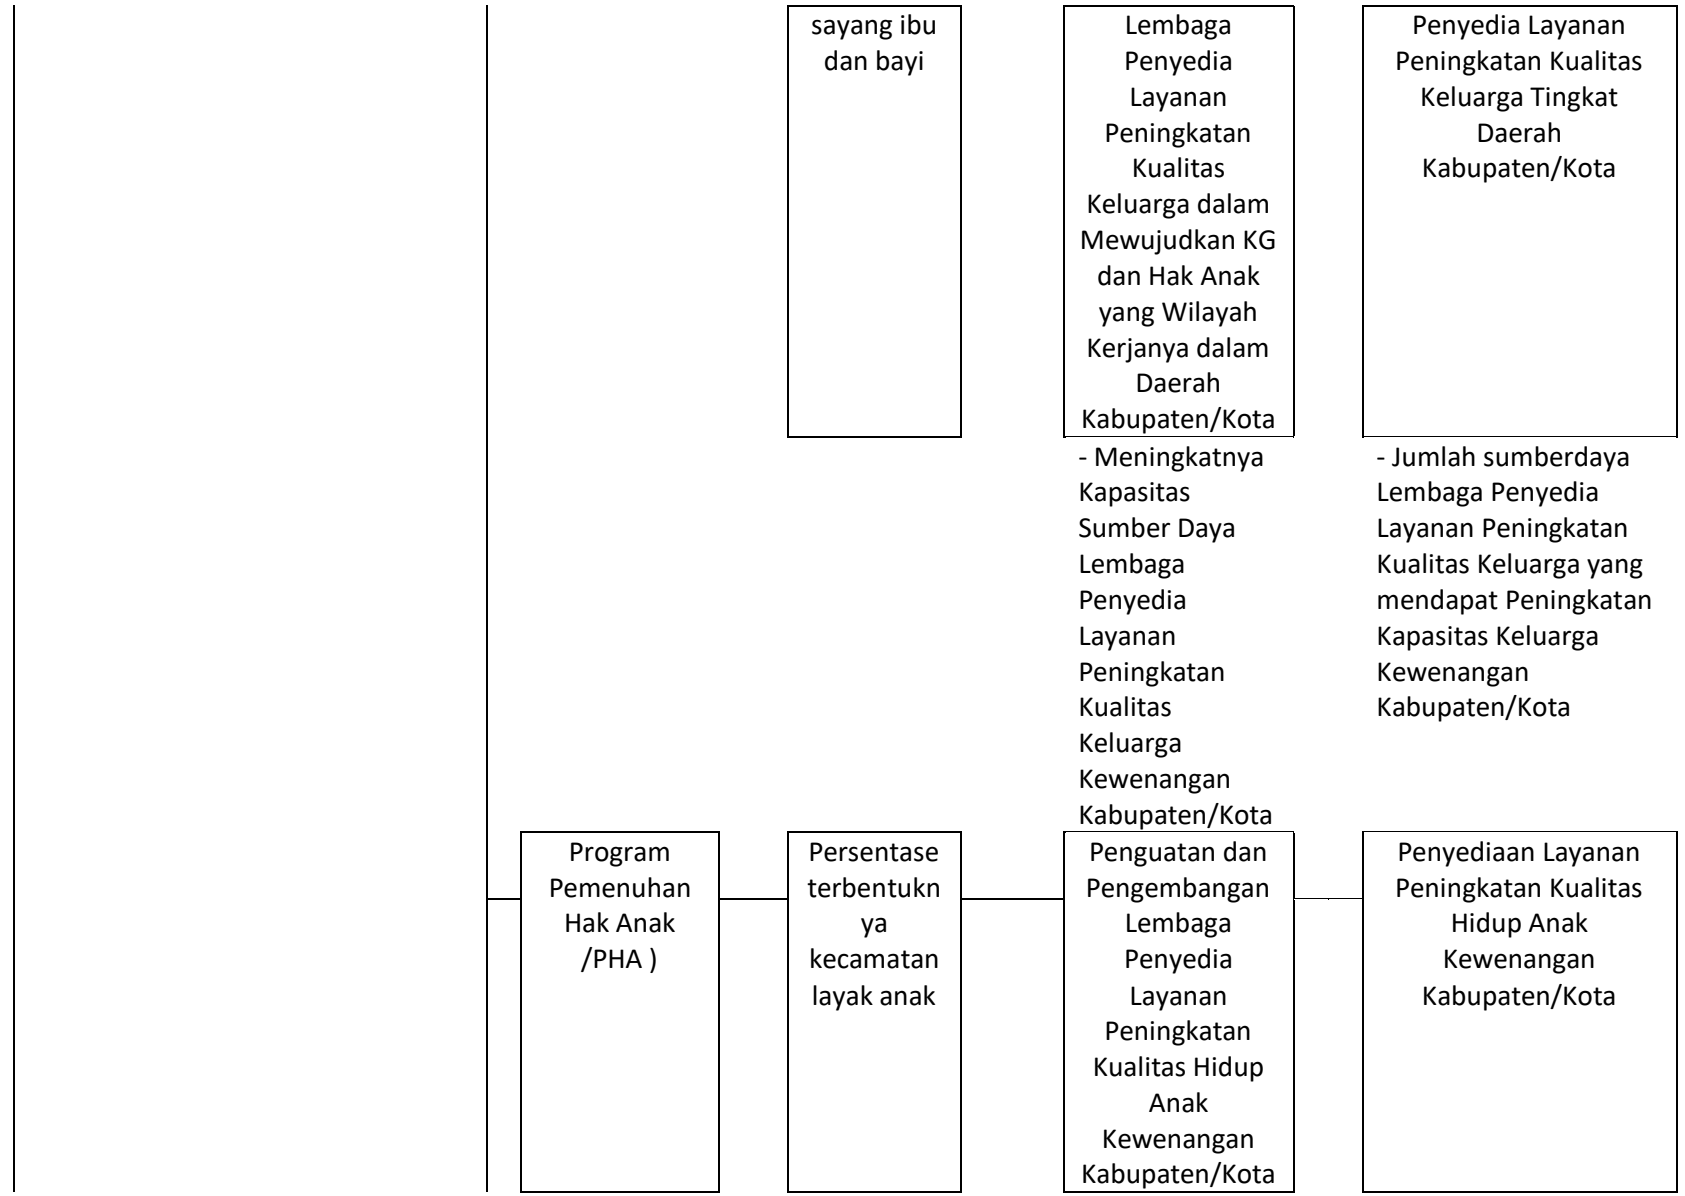 sayang ibu
dan bayi
Lembaga
Penyedia
Layanan
Peningkatan
Kualitas
Keluarga dalam
Mewujudkan KG
dan Hak Anak
yang Wilayah
Kerjanya dalam
Daerah
Kabupaten/Kota
Penyedia Layanan
Peningkatan Kualitas
Keluarga Tingkat
Daerah
Kabupaten/Kota
- Meningkatnya
Kapasitas
Sumber Daya
Lembaga
Penyedia
Layanan
Peningkatan
Kualitas
Keluarga
Kewenangan
Kabupaten/Kota
- Jumlah sumberdaya
Lembaga Penyedia
Layanan Peningkatan
Kualitas Keluarga yang
mendapat Peningkatan
Kapasitas Keluarga
Kewenangan
Kabupaten/Kota
Program
Pemenuhan
Hak Anak
/PHA )
Persentase
terbentukn
ya
kecamatan
layak anak
Penguatan dan
Pengembangan
Lembaga
Penyedia
Layanan
Peningkatan
Kualitas Hidup
Anak
Kewenangan
Kabupaten/Kota
Penyediaan Layanan
Peningkatan Kualitas
Hidup Anak
Kewenangan
Kabupaten/Kota